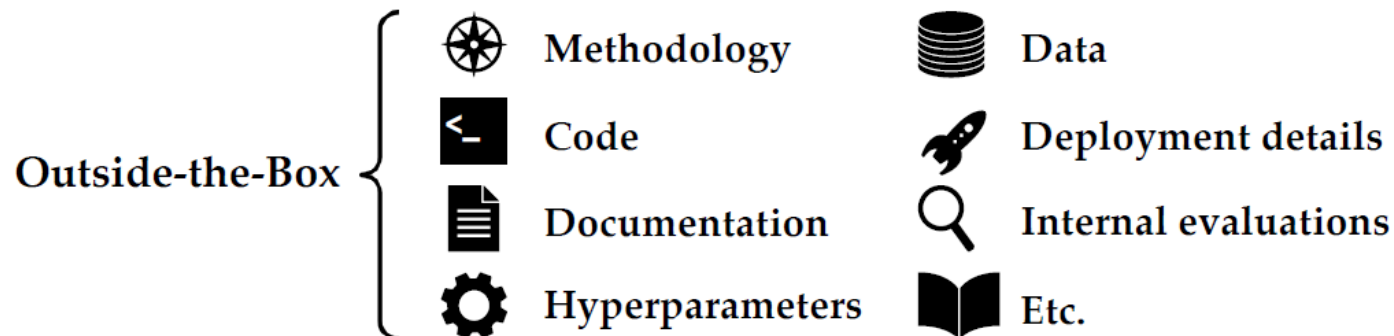 Methodology
Data
<_
Code
Deployment details
Outside-the-Box
Documentation
Internal evaluations
Hyperparameters
Etc.